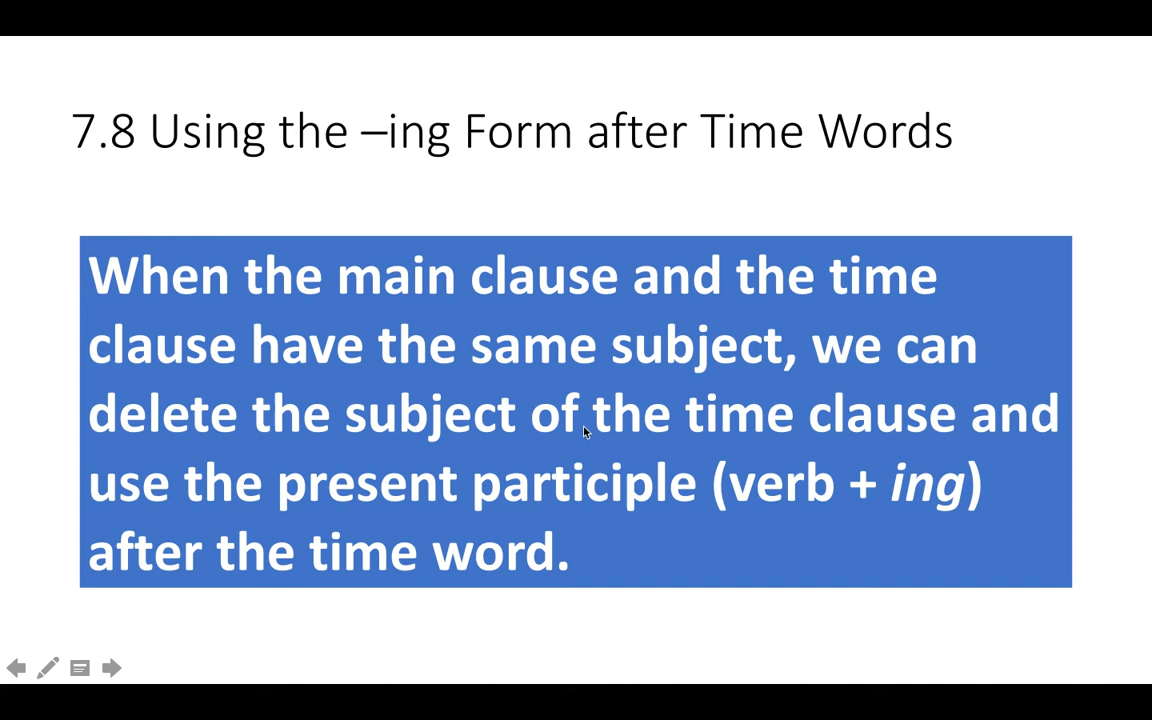 7.8 Using the –ing Form after Time Words
When the main clause and the time
clause have the same subject, we can
delete the subject of the time clause and
use the present participle (verb + ing)
after the time word.